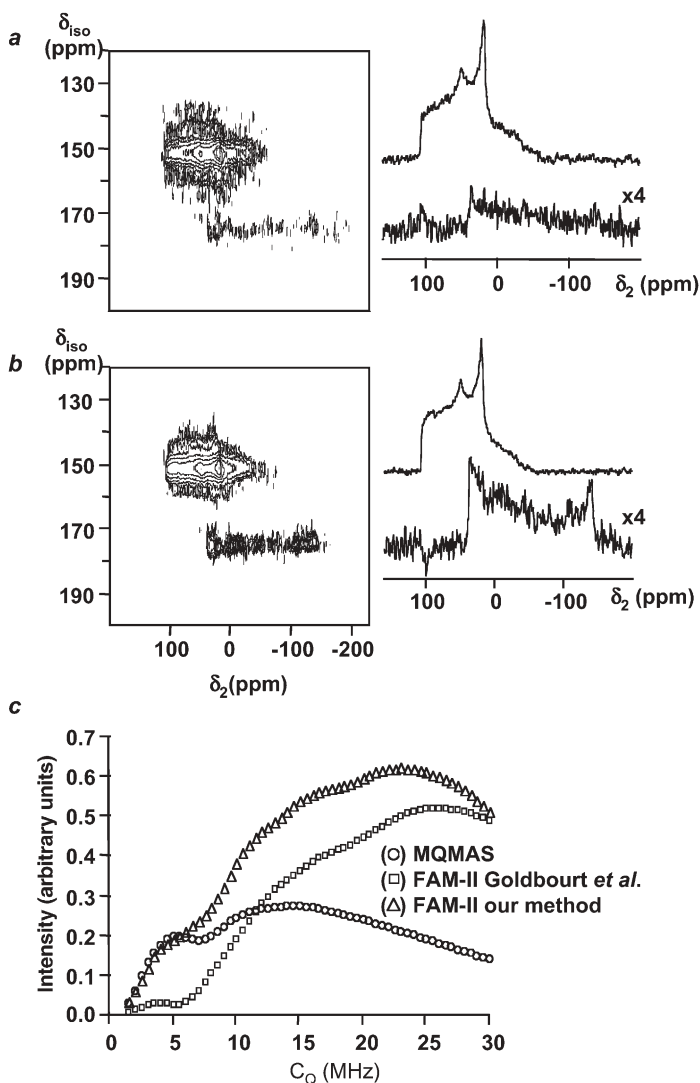 a
δiso
(ppm)
130
150
170
190
x4
100 0 -100
δ2 (ppm)
b
δiso
(ppm)
130
150
170
190
100 0 -100 -200
δ2(ppm)
x4
100 0 -100
δ2 (ppm)
c
Intensity (arbitrary units)
0.7
0.6
0.5
0.4
0.3
0.2
0.1
0.0
(○) MQMAS
(□) FAM-II Goldbourt et al.
(△) FAM-II our method
0 5 10 15 20 25 30
CQ (MHz)